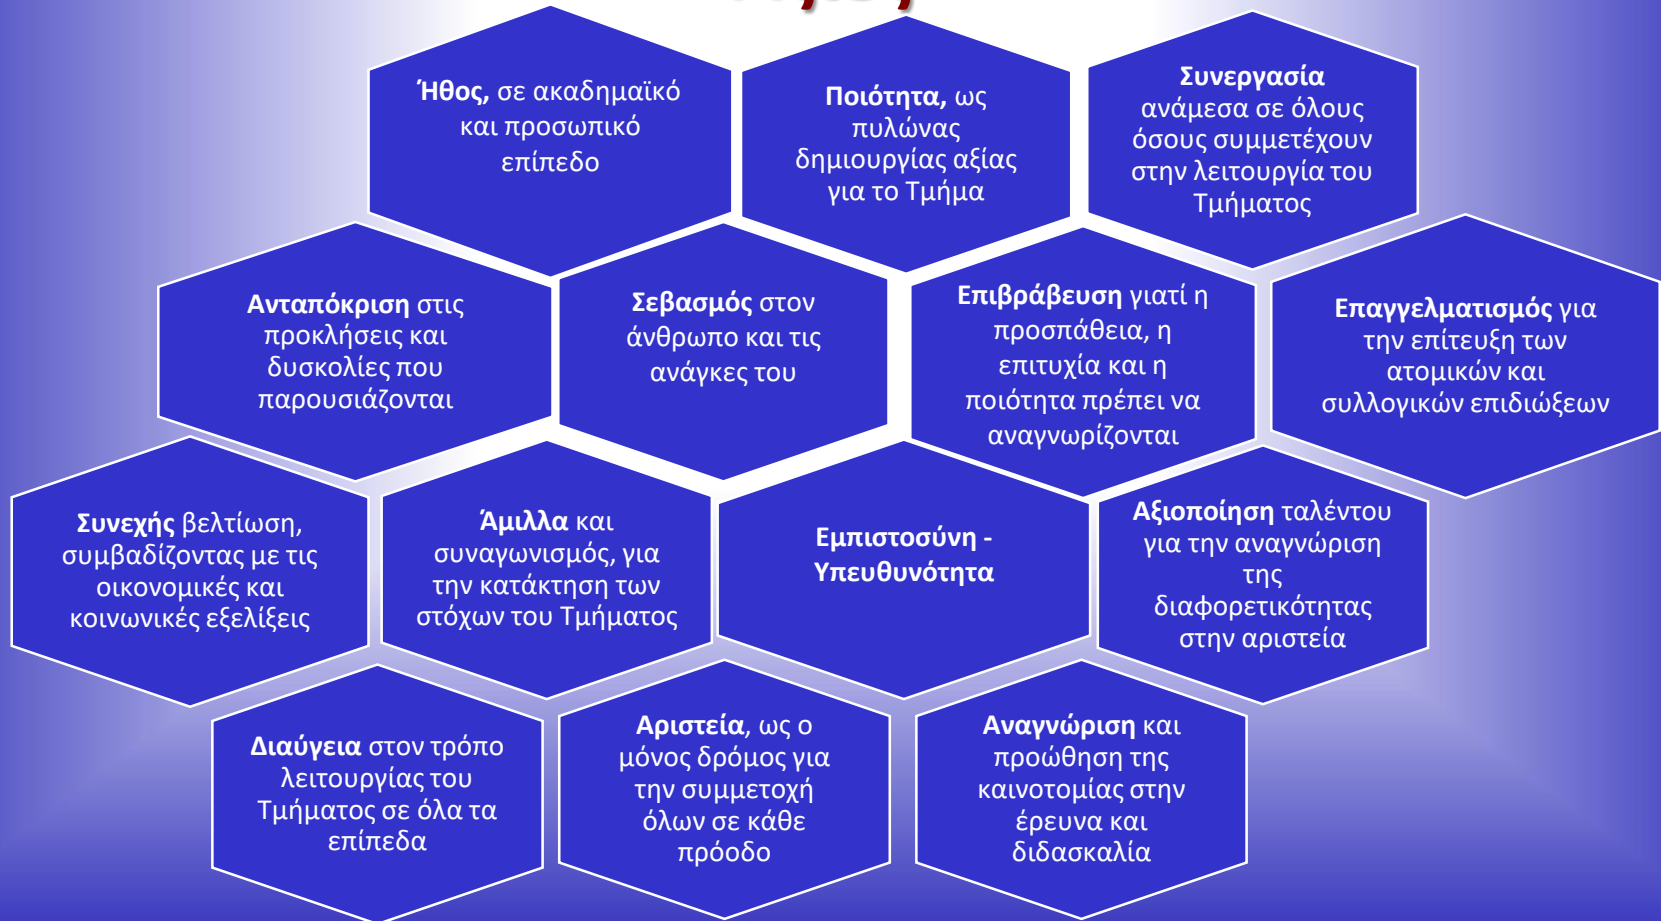 Ήθος, σε ακαδημαϊκό
και προσωπικό
επίπεδο
Ποιότητα, ως
πυλώνας
δημιουργίας αξίας
για το Τμήμα
Συνεργασία
ανάμεσα σε όλους
όσους συμμετέχουν
στην λειτουργία του
Τμήματος
Ανταπόκριση στις
προκλήσεις και
δυσκολίες που
παρουσιάζονται
Σεβασμός στον
άνθρωπο και τις
ανάγκες του
Επιβράβευση γιατί η
προσπάθεια, η
επιτυχία και η
ποιότητα πρέπει να
αναγνωρίζονται
Επαγγελματισμός για
την επίτευξη των
ατομικών και
συλλογικών επιδιώξεων
Συνεχής βελτίωση,
συμβαδίζοντας με τις
οικονομικές και
κοινωνικές εξελίξεις
Άμιλλα και
συναγωνισμός, για
την κατάκτηση των
στόχων του Τμήματος
Εμπιστοσύνη -
Υπευθυνότητα
Αξιοποίηση ταλέντου
για την αναγνώριση
της
διαφορετικότητας
στην αριστεία
Διαύγεια στον τρόπο
λειτουργίας του
Τμήματος σε όλα τα
επίπεδα
Αριστεία, ως ο
μόνος δρόμος για
την συμμετοχή
όλων σε κάθε
πρόοδο
Αναγνώριση και
προώθηση της
καινοτομίας στην
έρευνα και
διδασκαλία